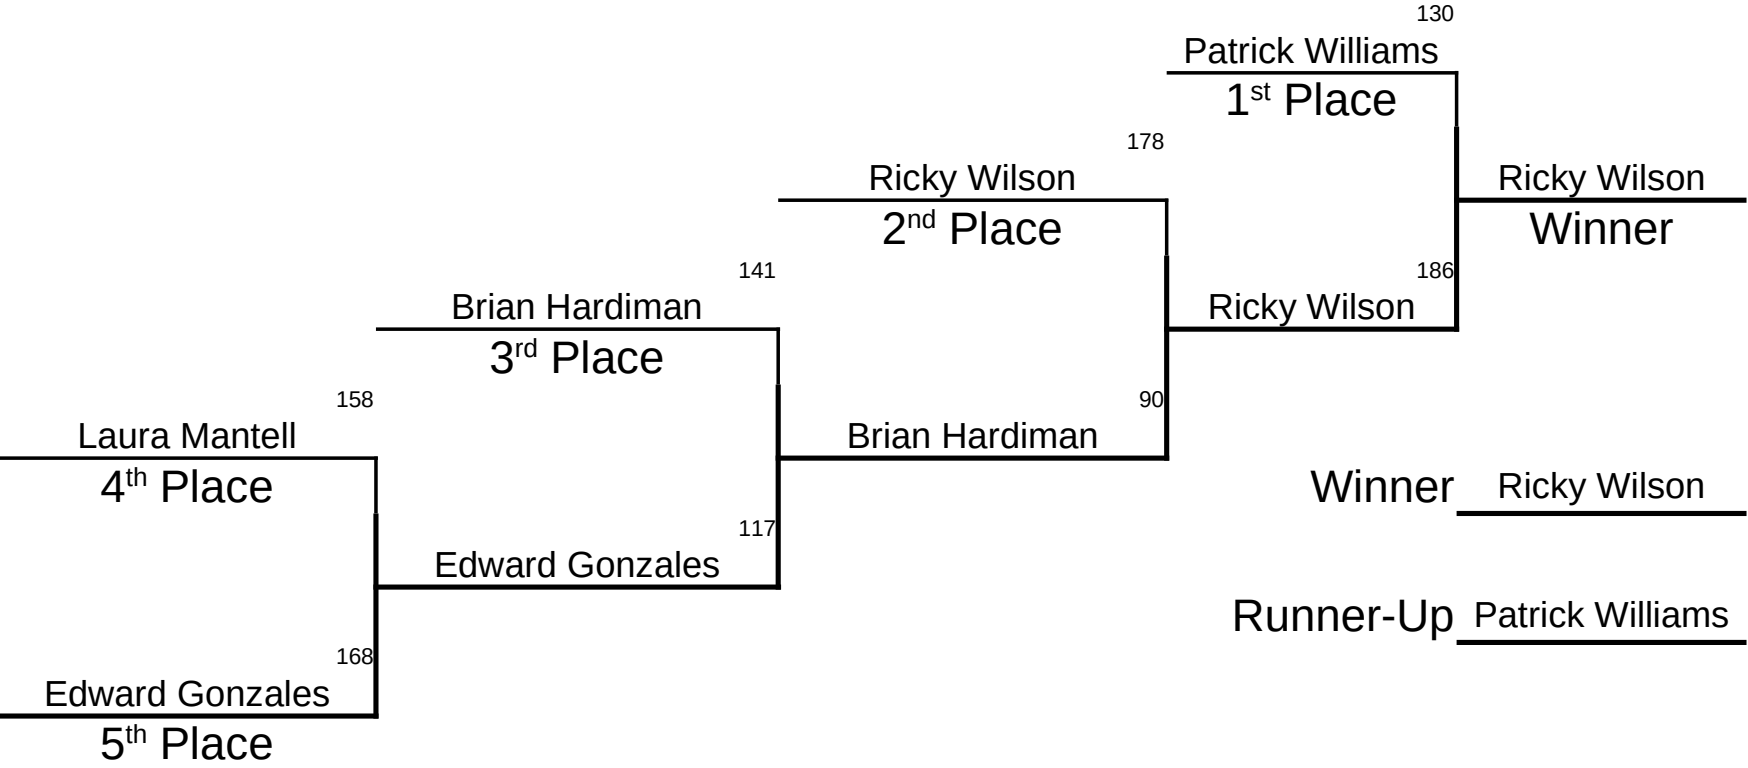 130
Patrick Williams
1st Place
178
Ricky Wilson
Ricky Wilson
2nd Place
Winner
141
186
Brian Hardiman
Ricky Wilson
3rd Place
158
90
Laura Mantell
Brian Hardiman
4th Place
Winner Ricky Wilson
117
Edward Gonzales
Runner-Up Patrick Williams
168
Edward Gonzales
5th Place